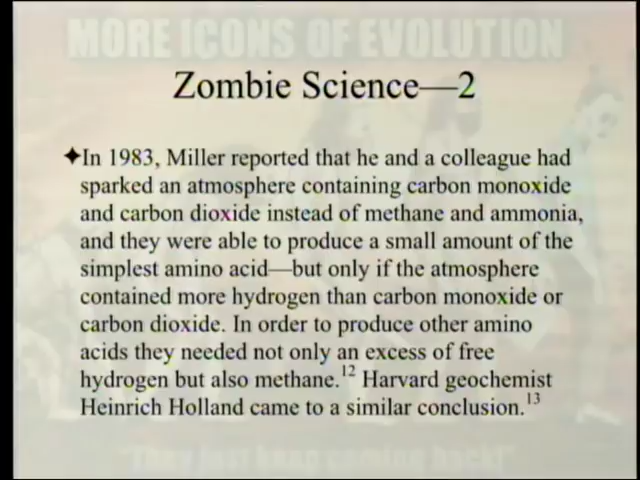 MORE ICONS OF EVOLUTION
Zombie Science—2
✦In 1983, Miller reported that he and a colleague had
sparked an atmosphere containing carbon monoxide
and carbon dioxide instead of methane and ammonia,
and they were able to produce a small amount of the
simplest amino acid—but only if the atmosphere
contained more hydrogen than carbon monoxide or
carbon dioxide. In order to produce other amino
acids they needed not only an excess of free
hydrogen but also methane.12 Harvard geochemist
Heinrich Holland came to a similar conclusion.13
"They just keep coming back!"